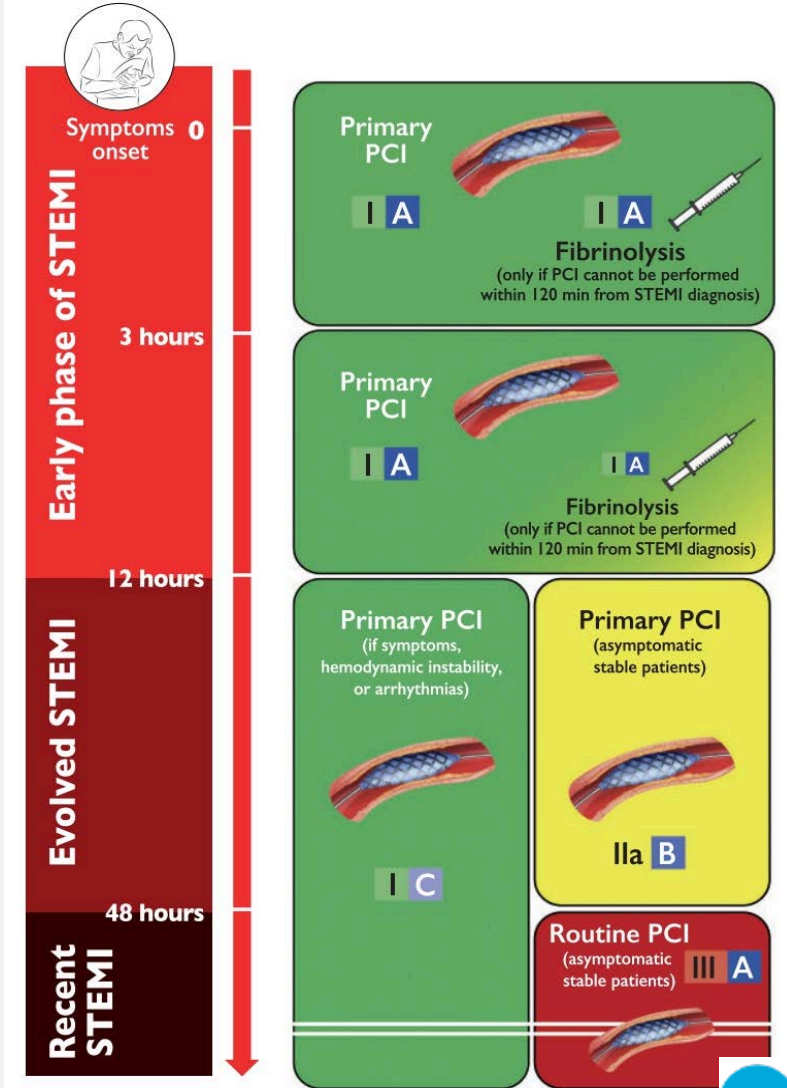 Symptoms 0
onset
Early phase of STEMI
Primary
PCI
I A
I A
Fibrinolysis
(only if PCI cannot be performed
within 120 min from STEMI diagnosis)
3 hours
Primary
PCI
I A
I A
Fibrinolysis
(only if PCI cannot be performed
within 120 min from STEMI diagnosis)
12 hours
Evolved STEMI
Primary PCI
(if symptoms,
hemodynamic instability,
or arrhythmias)
I C
Primary PCI
(asymptomatic
stable patients)
IIa B
48 hours
Recent
STEMI
Routine PCI
(asymptomatic
stable patients)
III A